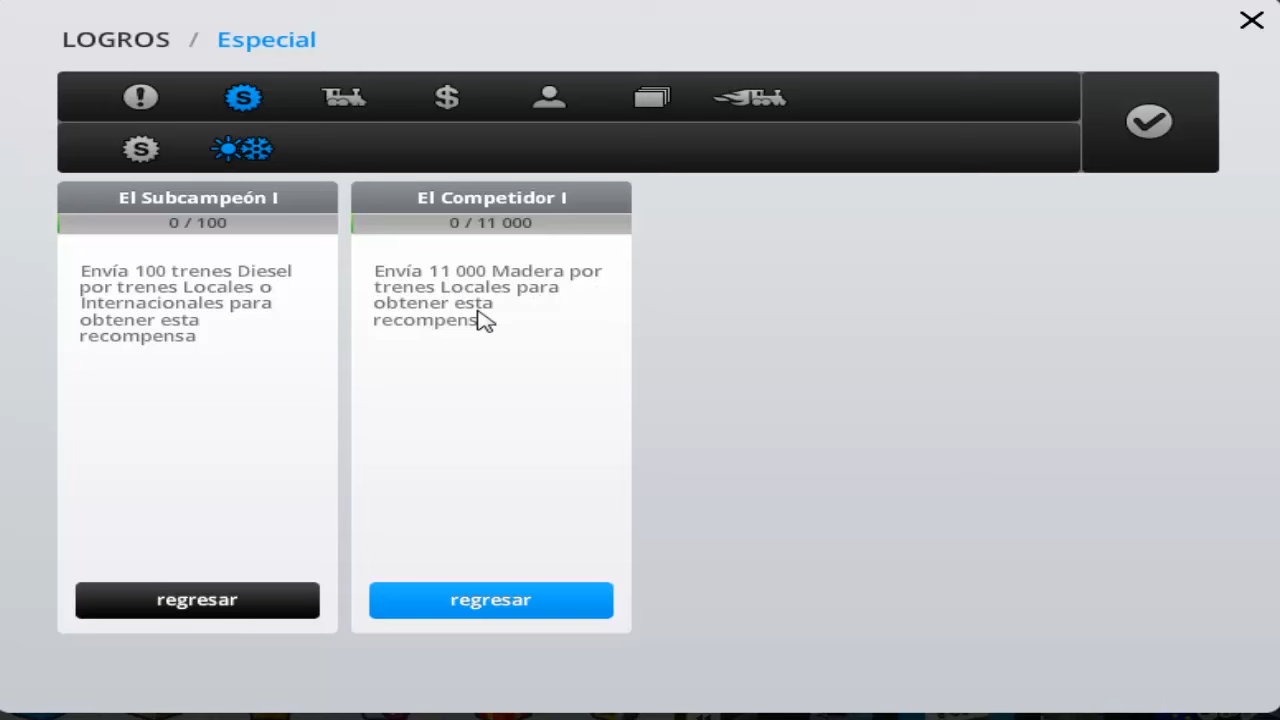 LOGROS / Especial
El Subcampeón I
0 / 100
Envía 100 trenes Diesel
por trenes Locales o
Internacionales para
obtener esta
recompensa
regresar
El Competidor I
0 / 11 000
Envía 11 000 Madera por
trenes Locales para
obtener esta
recompens
regresar